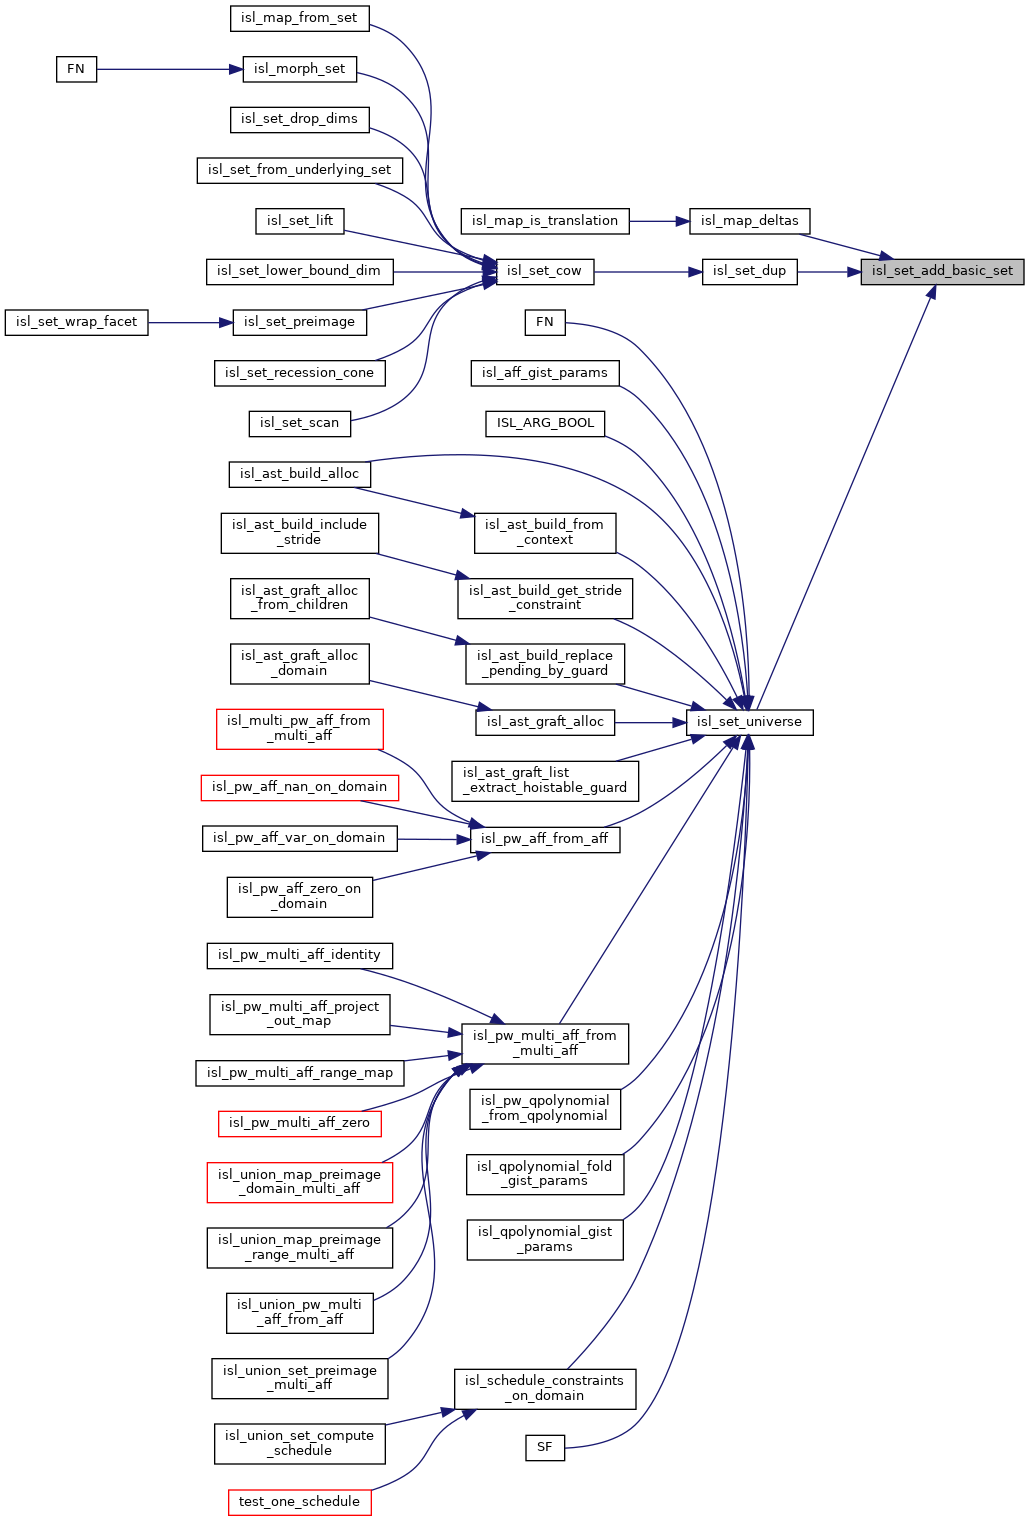 isl_map_from_set
FN
isl_morph_set
isl_set_drop_dims
isl_set_from_underlying_set
isl_set_lift
isl_map_is_translation
isl_map_deltas
isl_set_lower_bound_dim
isl_set_cow
isl_set_dup
isl_set_add_basic_set
isl_set_wrap_facet
isl_set_preimage
FN
isl_set_recession_cone
isl_aff_gist_params
isl_set_scan
ISL_ARG_BOOL
isl_ast_build_alloc
isl_ast_build_include
_stride
isl_ast_build_from
_context
isl_ast_graft_alloc
_from_children
isl_ast_build_get_stride
_constraint
isl_ast_graft_alloc
_domain
isl_ast_build_replace
_pending_by_guard
isl_multi_pw_aff_from
_multi_aff
isl_ast_graft_alloc
isl_set_universe
isl_pw_aff_nan_on_domain
isl_ast_graft_list
_extract_hoistable_guard
isl_pw_aff_var_on_domain
isl_pw_aff_from_aff
isl_pw_aff_zero_on
_domain
isl_pw_multi_aff_identity
isl_pw_multi_aff_project
_out_map
isl_pw_multi_aff_from
_multi_aff
isl_pw_multi_aff_range_map
isl_pw_multi_aff_zero
isl_pw_qpolynomial
_from_qpolynomial
isl_union_map_preimage
_domain_multi_aff
isl_qpolynomial_fold
_gist_params
isl_union_map_preimage
_range_multi_aff
isl_qpolynomial_gist
_params
isl_union_pw_multi
_aff_from_aff
isl_union_set_preimage
_multi_aff
isl_schedule_constraints
_on_domain
isl_union_set_compute
_schedule
SF
test_one_schedule